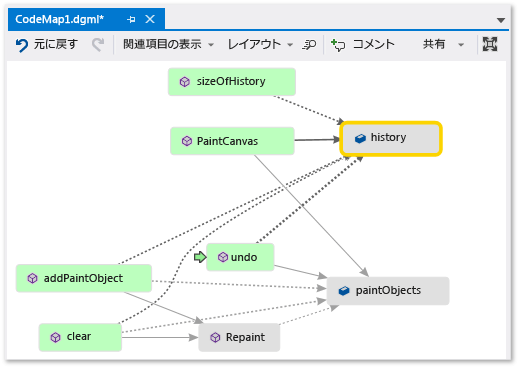 CodeMap1.dgml*
元に戻す 関連項目の表示 レイアウト コメント 共有
sizeOfHistory
PaintCanvas
history
undo
addPaintObject
paintObjects
clear
Repaint